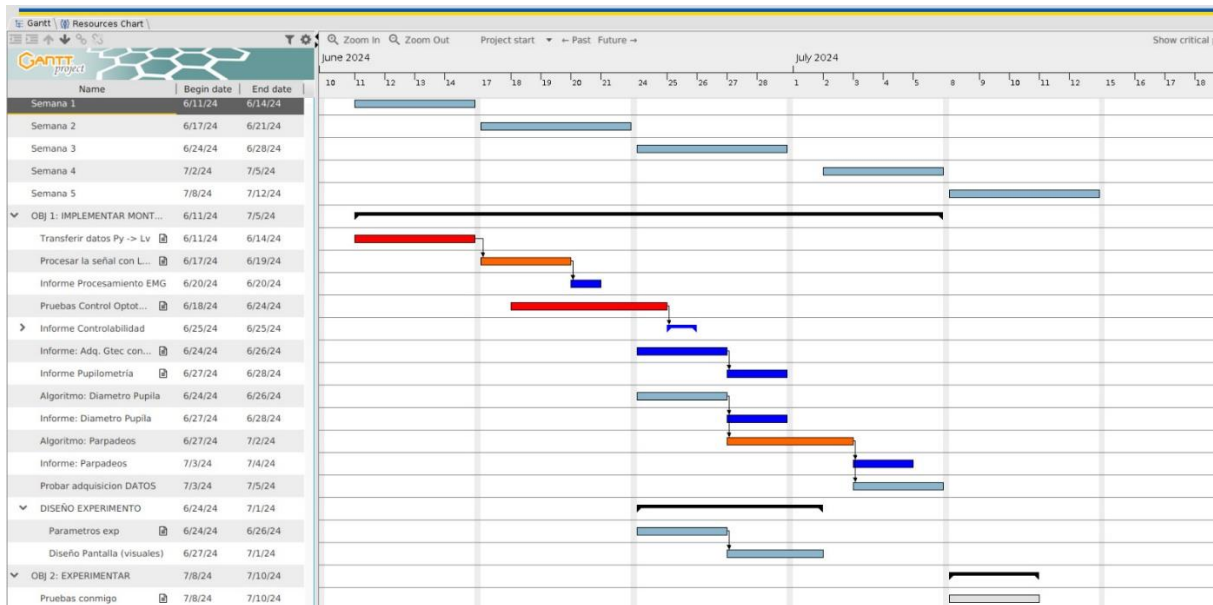 Gantt Resources Chart
Zoom In Zoom Out Project start ← Past Future → Show critical
GANTT project
June 2024 July 2024
Name Begin date End date
10 11 12 13 14 17 18 19 20 21 24 25 26 27 28 1 2 3 4 5 8 9 10 11 12 15 16 17 18
Semana 1 6/11/24 6/14/24
Semana 2 6/17/24 6/21/24
Semana 3 6/24/24 6/28/24
Semana 4 7/2/24 7/5/24
Semana 5 7/8/24 7/12/24
OBJ 1: IMPLEMENTAR MONT... 6/11/24 7/5/24
Transferir datos Py -> Lv 6/11/24 6/14/24
Procesar la señal con L... 6/17/24 6/19/24
Informe Procesamiento EMG 6/20/24 6/20/24
Pruebas Control Optot... 6/18/24 6/24/24
Informe Controlabilidad 6/25/24 6/25/24
Informe: Adq. Gtec con... 6/24/24 6/26/24
Informe Pupilometría 6/27/24 6/28/24
Algoritmo: Diametro Pupila 6/24/24 6/26/24
Informe: Diametro Pupila 6/27/24 6/28/24
Algoritmo: Parpadeos 6/27/24 7/2/24
Informe: Parpadeos 7/3/24 7/4/24
Probar adquisicion DATOS 7/3/24 7/5/24
DISEÑO EXPERIMENTO 6/24/24 7/1/24
Parametros exp 6/24/24 6/26/24
Diseño Pantalla (visuales) 6/27/24 7/1/24
OBJ 2: EXPERIMENTAR 7/8/24 7/10/24
Pruebas conmigo 7/8/24 7/10/24